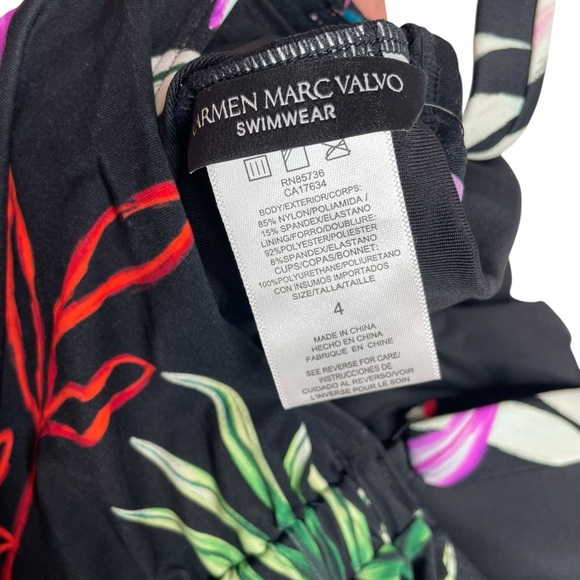 CARMEN MARC VALVO
SWIMWEAR
RN85736
CA17634
BODY/EXTERIOR/CORPS:
85% NYLON/POLIAMIDA/
15% SPANDEX/ELASTANO
LINING/FORRO/DOUBLURE:
92%POLYESTER/POLIESTER
8%SPANDEX/ELASTANO
CUPS/COPAS/BONNET:
100%POLYURETHANE/POLIURETANO
CON INSUMOS IMPORTADOS
SIZE/TALLA/TAILLE:
4
MADE IN CHINA
HECHO EN CHINA
FABRIQUE EN CHINE
SEE REVERSE FOR CARE/
INSTRUCCIONES DE
CUIDADO AL REVERSO/VOIR
L'INVERSE POUR LE SOIN